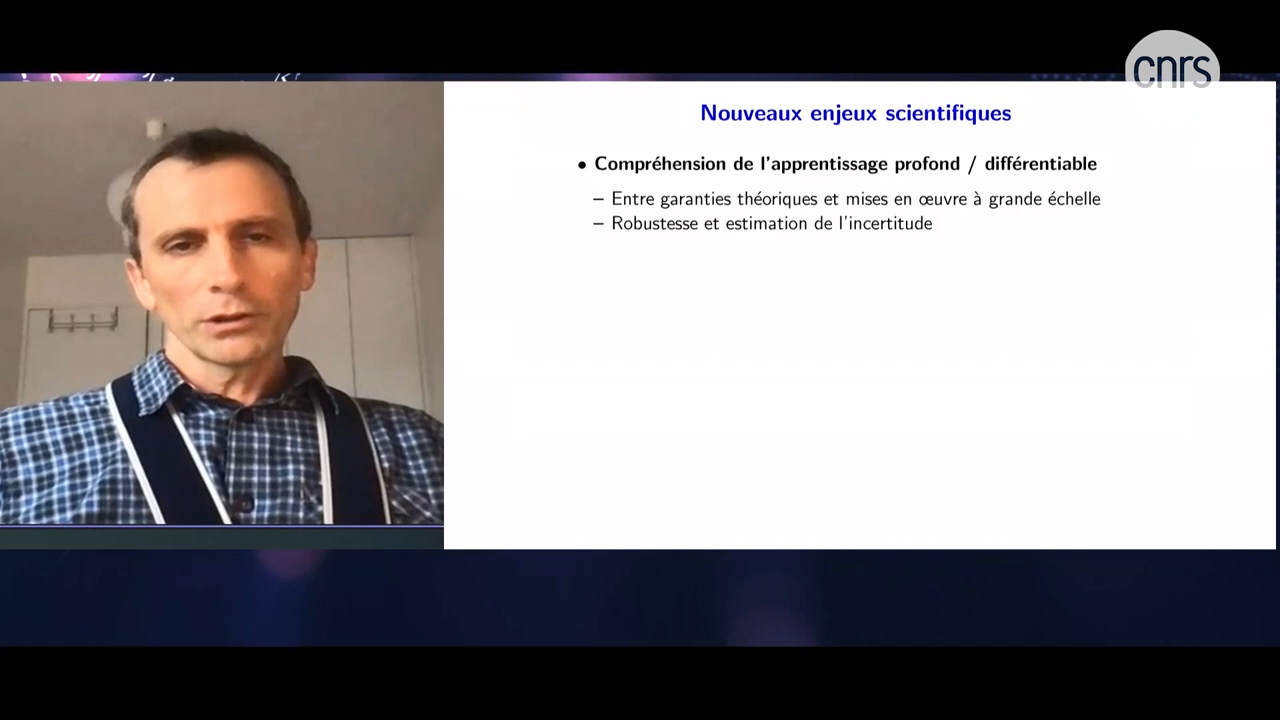 cnrs
Nouveaux enjeux scientifiques
• Compréhension de l'apprentissage profond / différentiable
– Entre garanties théoriques et mises en œuvre à grande échelle
– Robustesse et estimation de l'incertitude